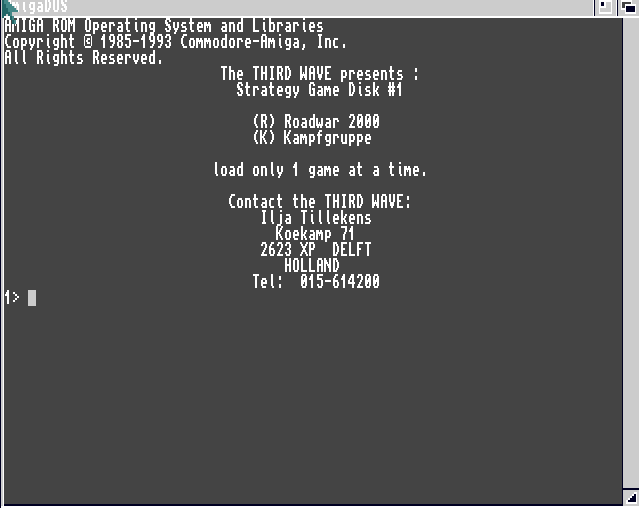 AmigaDOS
AMIGA ROM Operating System and Libraries
Copyright © 1985-1993 Commodore-Amiga, Inc.
All Rights Reserved.
The THIRD WAVE presents :
Strategy Game Disk #1
(R) Roadwar 2000
(K) Kampfgruppe
load only 1 game at a time.
Contact the THIRD WAVE:
Ilja Tillekens
Koekamp 71
2623 XP  DELFT
HOLLAND
Tel:  015-614200
1>